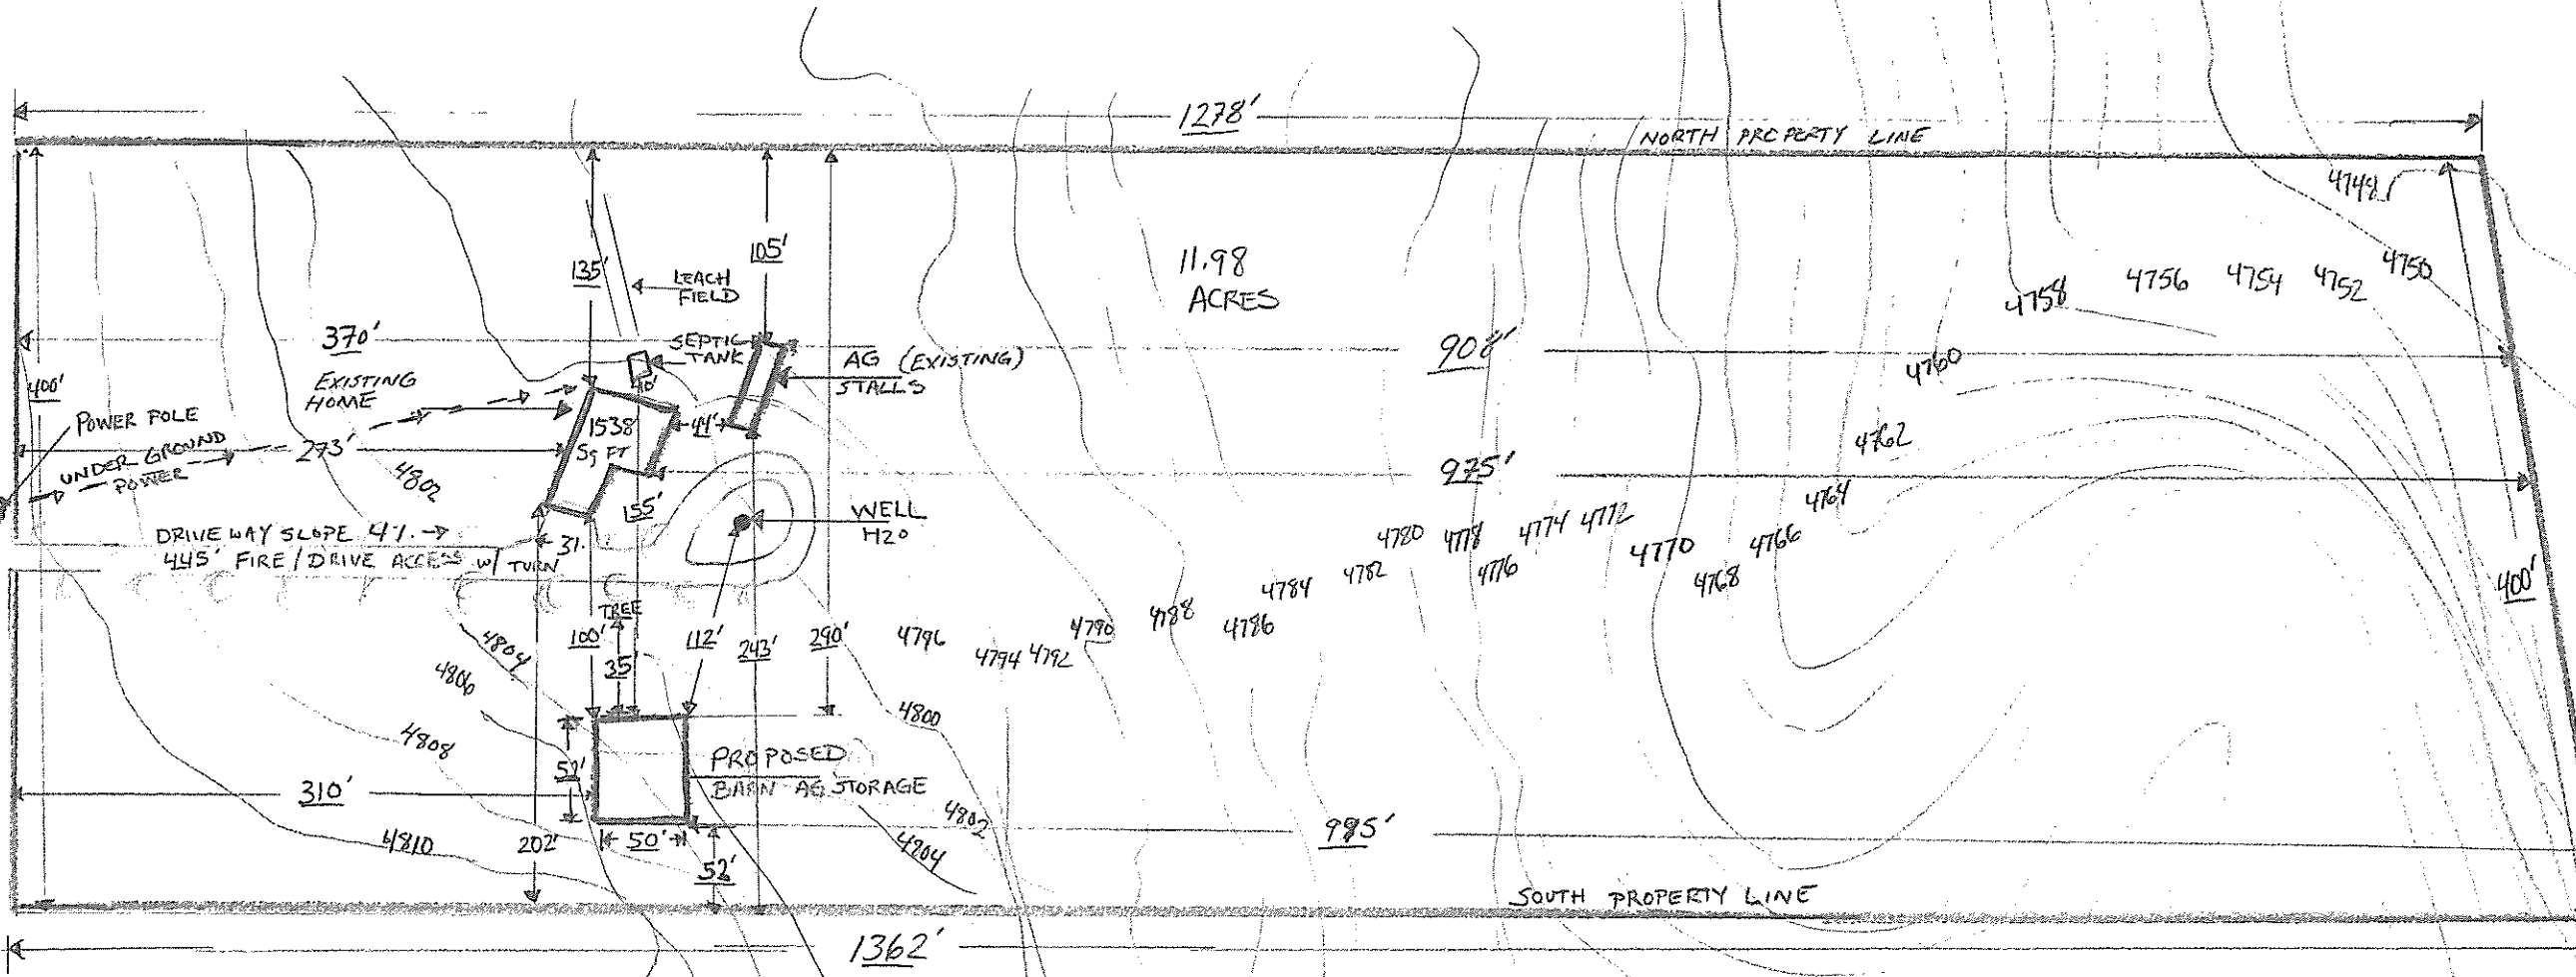 1278'
NORTH PROPERTY LINE
4748
105'
135'
LEACH
FIELD
11.98
ACRES
4758
4756
4754
4752
4750
370'
SEPTIC
TANK
AG (EXISTING)
STALLS
908'
4760
400'
EXISTING
HOME
POWER POLE
UNDER GROUND
POWER
273'
1538
Sq FT
44'
4802
4762
975'
155'
WELL
H2O
4764
DRIVEWAY SLOPE 4%
445' FIRE/DRIVE ACCESS W/ TURN
31'
4780
4778
4774
4772
4770
4766
4782
4776
4768
4784
400'
TREE
4804
100'
35'
112'
243'
290'
4796
4794
4792
4790
4788
4786
4806
4808
4800
PROPOSED
BARN AG STORAGE
310'
4802
4810
202'
50'
52'
4804
985'
SOUTH PROPERTY LINE
1362'